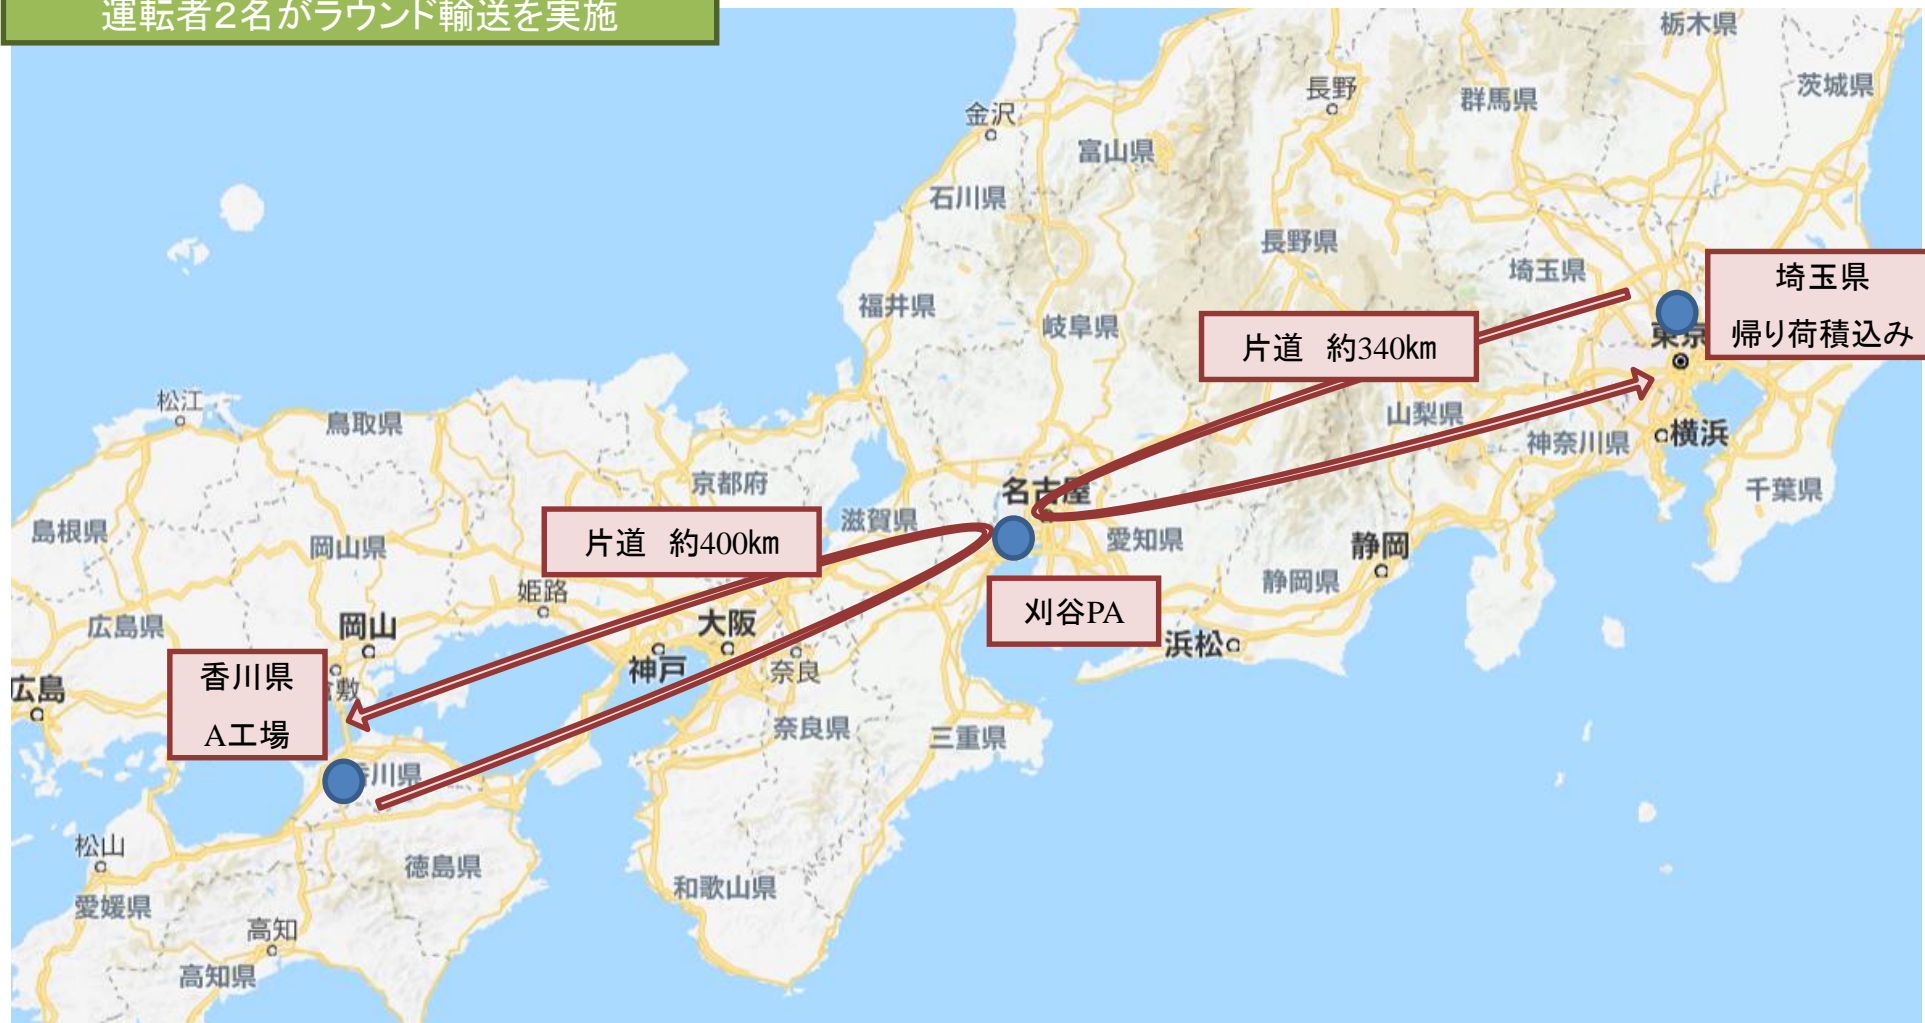 運転者２名がラウンド輸送を実施
栃木県
長野
群馬県
茨城県
金沢
富山県
石川県
長野県
埼玉県
埼玉県
帰り荷積込み
福井県
岐阜県
片道 約340㎞
東京
松江
鳥取県
山梨県
神奈川県
横浜
京都府
名古屋
千葉県
島根県
岡山県
片道 約400㎞
滋賀県
愛知県
静岡
姫路
静岡県
刈谷PA
広島県
岡山
大阪
浜松
神戸
奈良
香川県
A工場
広島
倉敷
奈良県
三重県
香川県
松山
徳島県
和歌山県
愛媛県
高知
高知県